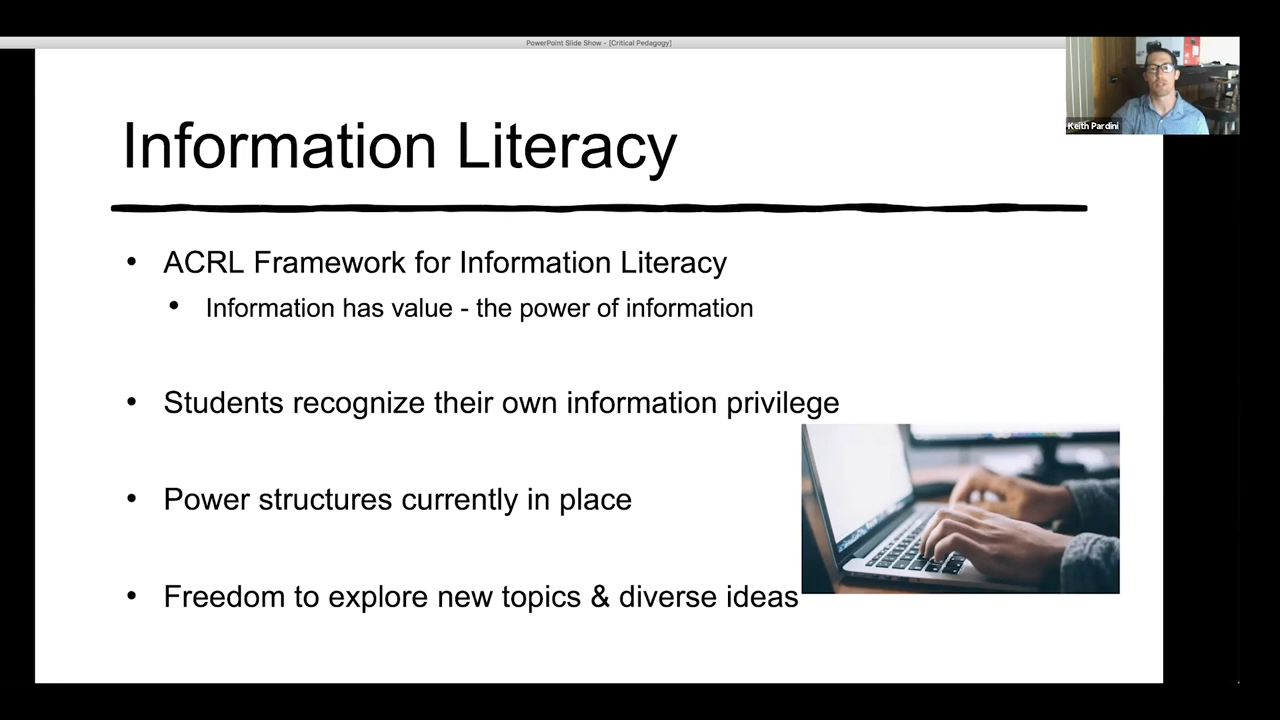 PowerPoint Slide Show - [Critical Pedagogy]
Keith Pardini
Information Literacy
• ACRL Framework for Information Literacy
• Information has value - the power of information
• Students recognize their own information privilege
• Power structures currently in place
• Freedom to explore new topics & diverse ideas